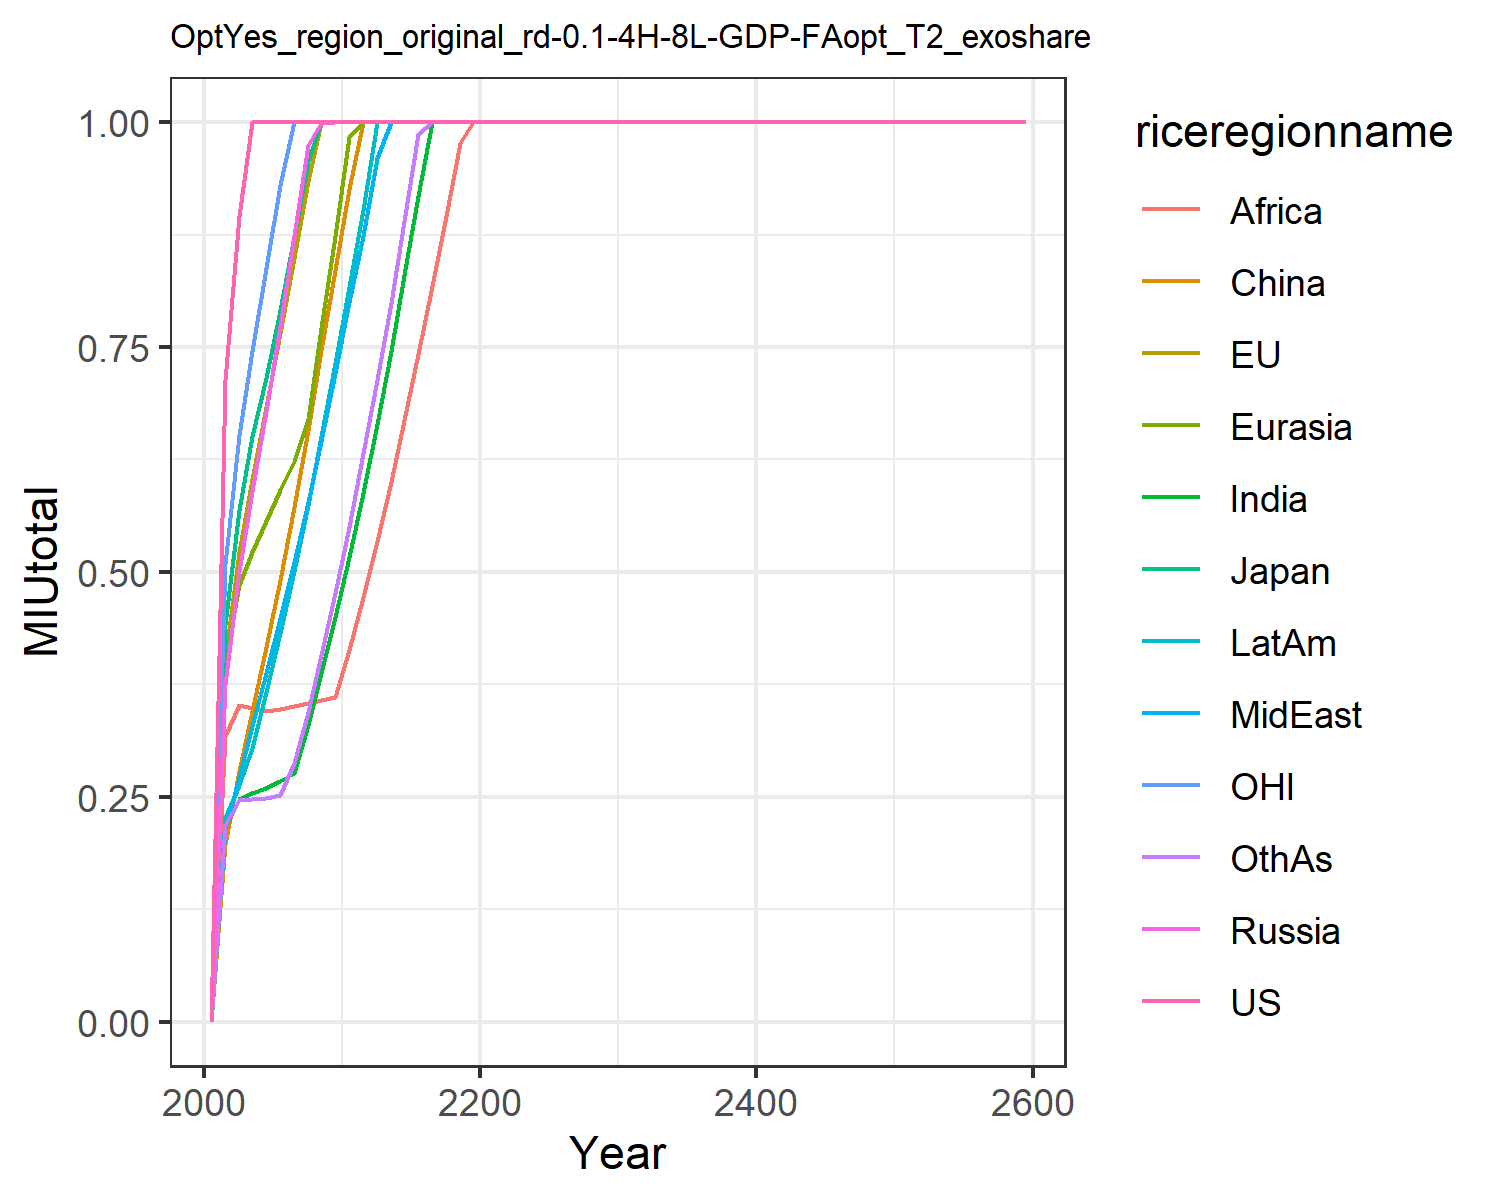 OptYes_region_original_rd-0.1-4H-8L-GDP-FAopt_T2_exoshare
1.00
0.75
0.50
0.25
0.00
MIUtotal
2000
2200
2400
2600
Year
riceregionname
Africa
China
EU
Eurasia
India
Japan
LatAm
MidEast
OHI
OthAs
Russia
US